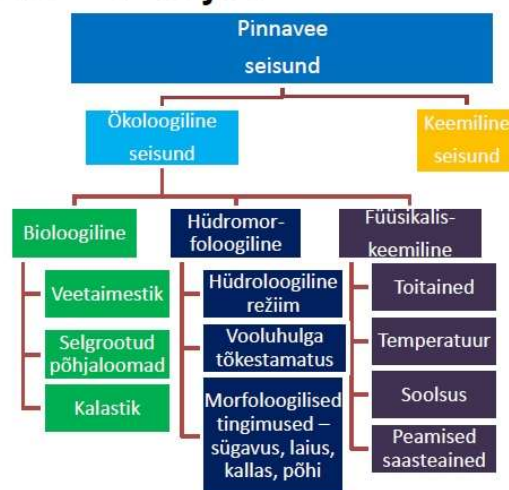 Pinnavee
seisund
Ökoloogiline
seisund
Keemiline
seisund
Bioloogiline
Veetaimestik
Selgrootud
põhjaloomad
Kalastik
Hüdromor-
foloogiline
Hüdroloogiline
režiim
Vooluhulga
tõkestamatus
Morfoloogilised
tingimused –
sügavus, laius,
kallas, põhi
Füüsikalis-
keemiline
Toitained
Temperatuur
Soolsus
Peamised
saasteained